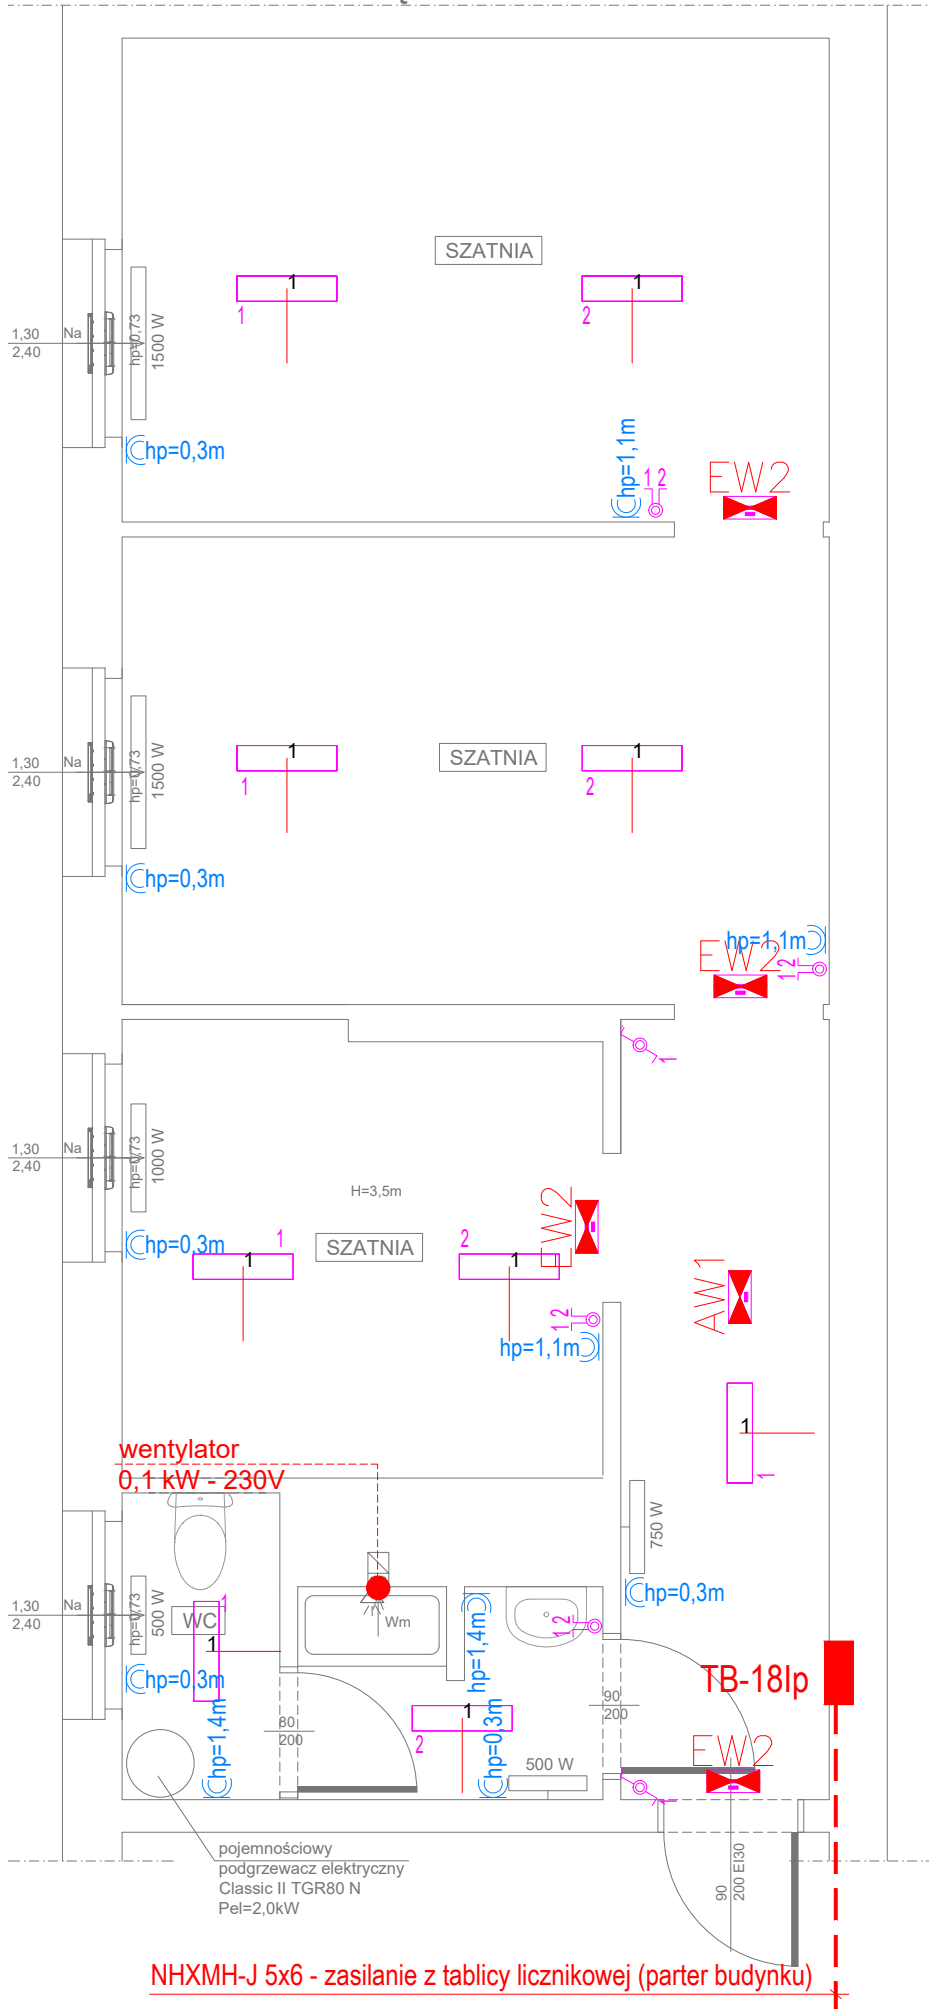 SZATNIA
1
1
1
2
1,30
2,40
Na
hp=0,73
1500 W
hp=0,3m
hp=1,1m
1 2
EW2
SZATNIA
1
1
1
2
1,30
2,40
Na
hp=0,73
1500 W
hp=0,3m
hp=1,1m
EW2
1 2
1
1,30
2,40
Na
hp=0,73
1000 W
H=3,5m
hp=0,3m
SZATNIA
1
2
1
1
EW2
AW1
1 2
hp=1,1m
1
1
wentylator
0,1 kW - 230V
750 W
hp=0,3m
1,30
2,40
Na
hp=0,73
500 W
WC
1
1
Wm
hp=1,4m
1 2
hp=0,3m
hp=1,4m
80
200
1
2
hp=0,3m
500 W
90
200
TB-18Ip
EW2
1
pojemnościowy
podgrzewacz elektryczny
Classic II TGR80 N
Pel=2,0kW
90
200 EI30
NHXMH-J 5x6 - zasilanie z tablicy licznikowej (parter budynku)